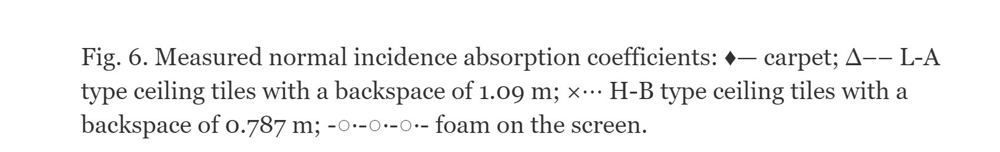 Fig. 6. Measured normal incidence absorption coefficients: ♦— carpet; Δ−− L-A
type ceiling tiles with a backspace of 1.09 m; ×··· H-B type ceiling tiles with a
backspace of 0.787 m; -○·-○·-○·- foam on the screen.